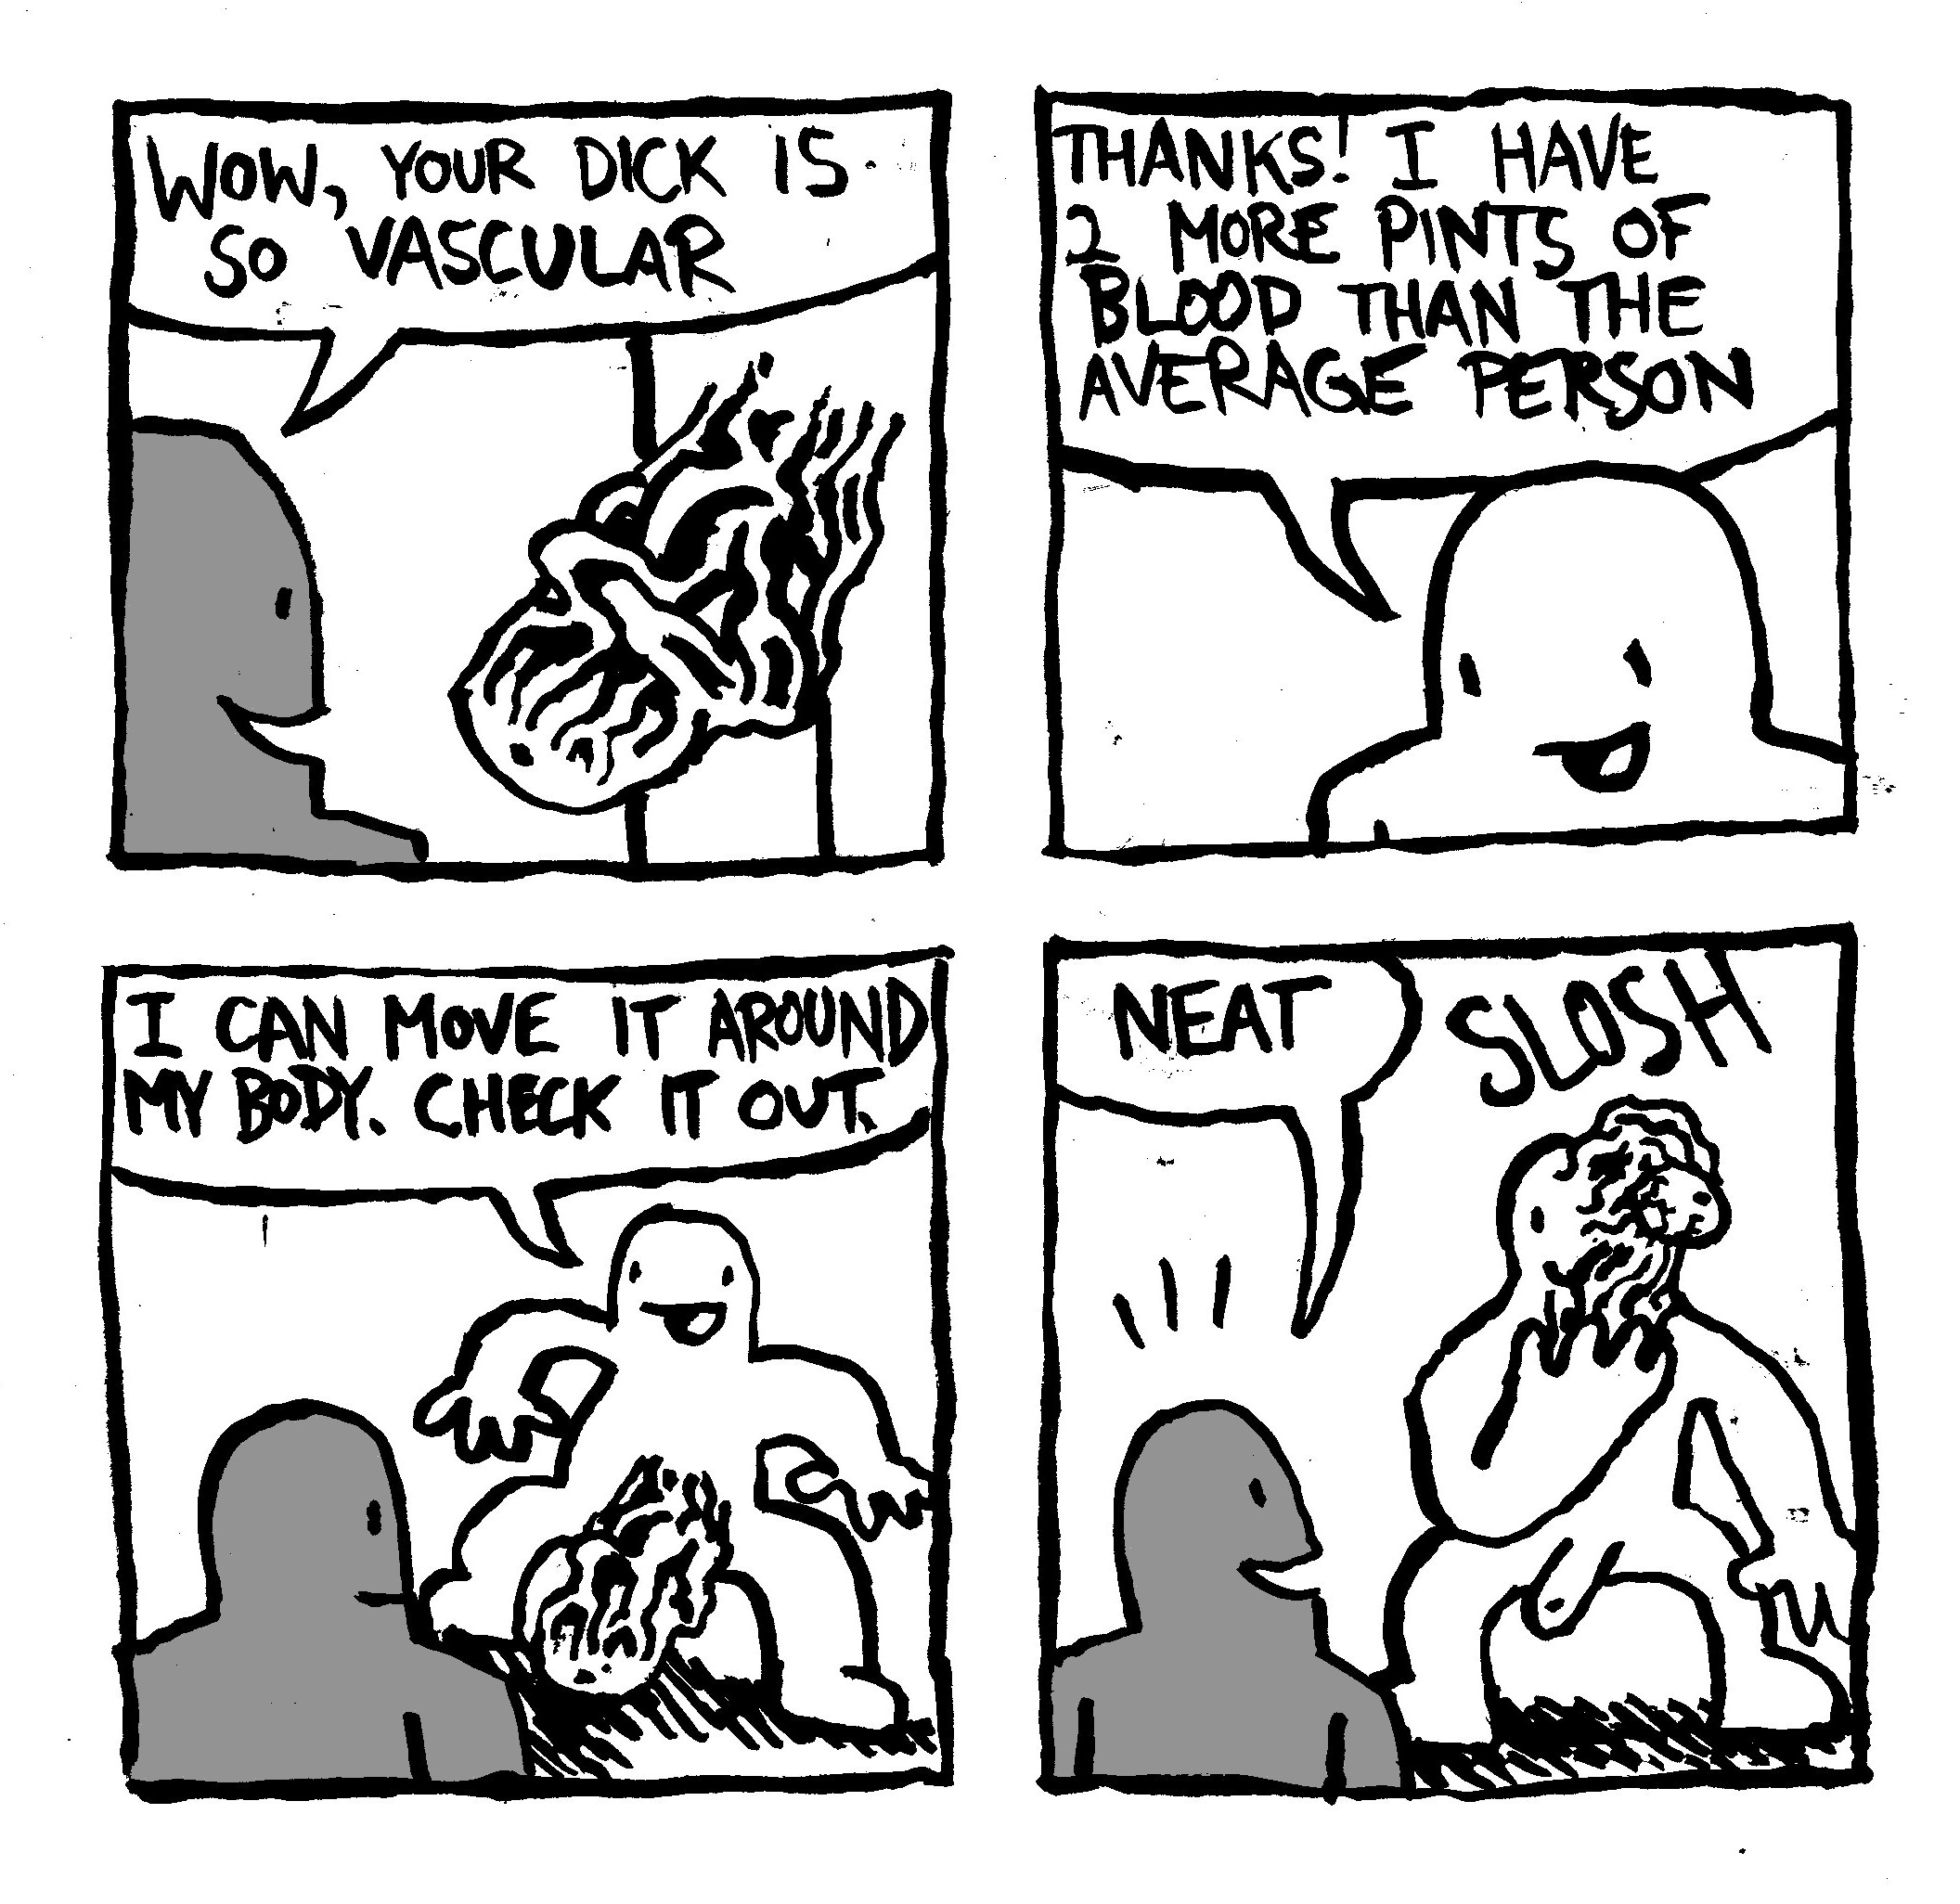 WOW, YOUR DICK IS
SO VASCULAR
THANKS! I HAVE
2 MORE PINTS OF
BLOOD THAN THE
AVERAGE PERSON
I CAN MOVE IT AROUND
MY BODY. CHECK IT OUT.
NEAT
SLOSH